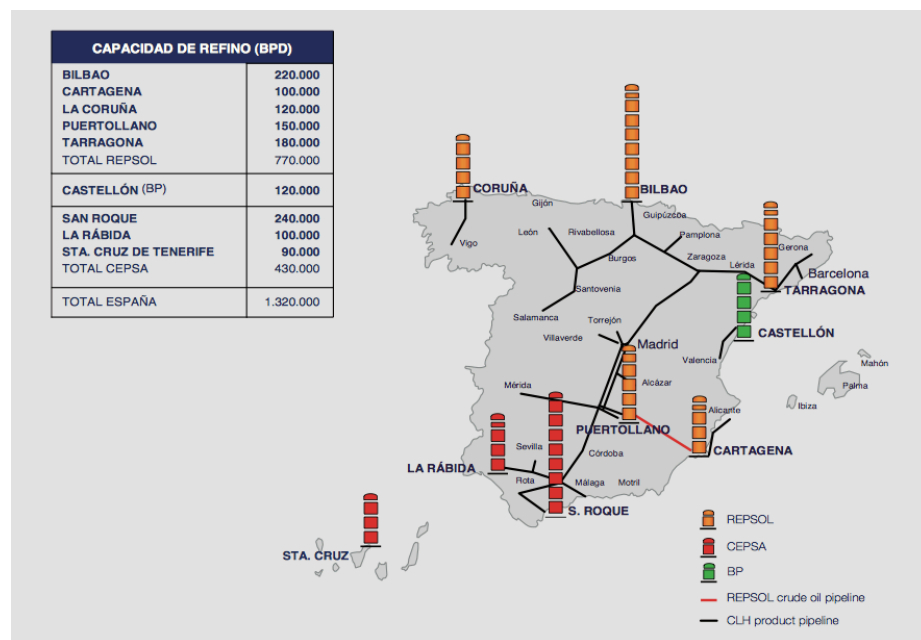 CAPACIDAD DE REFINO (BPD)
BILBAO 220.000
CARTAGENA 100.000
LA CORUÑA 120.000
PUERTOLLANO 150.000
TARRAGONA 180.000
TOTAL REPSOL 770.000
CASTELLÓN (BP) 120.000
SAN ROQUE 240.000
LA RÁBIDA 100.000
STA. CRUZ DE TENERIFE 90.000
TOTAL CEPSA 430.000
TOTAL ESPAÑA 1.320.000
CORUÑA
BILBAO
Gijón
Guipúzcoa
León
Rivabellosa
Pamplona
Vigo
Burgos
Zaragoza
Lérida
Gerona
Barcelona
Santovenia
TARRAGONA
Salamanca
Torrejón
Villaverde
Madrid
CASTELLÓN
Valencia
Mahón
Mérida
Alcázar
Palma
Ibiza
Alicante
PUERTOLLANO
Sevilla
Córdoba
CARTAGENA
LA RÁBIDA
Rota
Málaga
Motril
S. ROQUE
STA. CRUZ
REPSOL
CEPSA
BP
REPSOL crude oil pipeline
CLH product pipeline